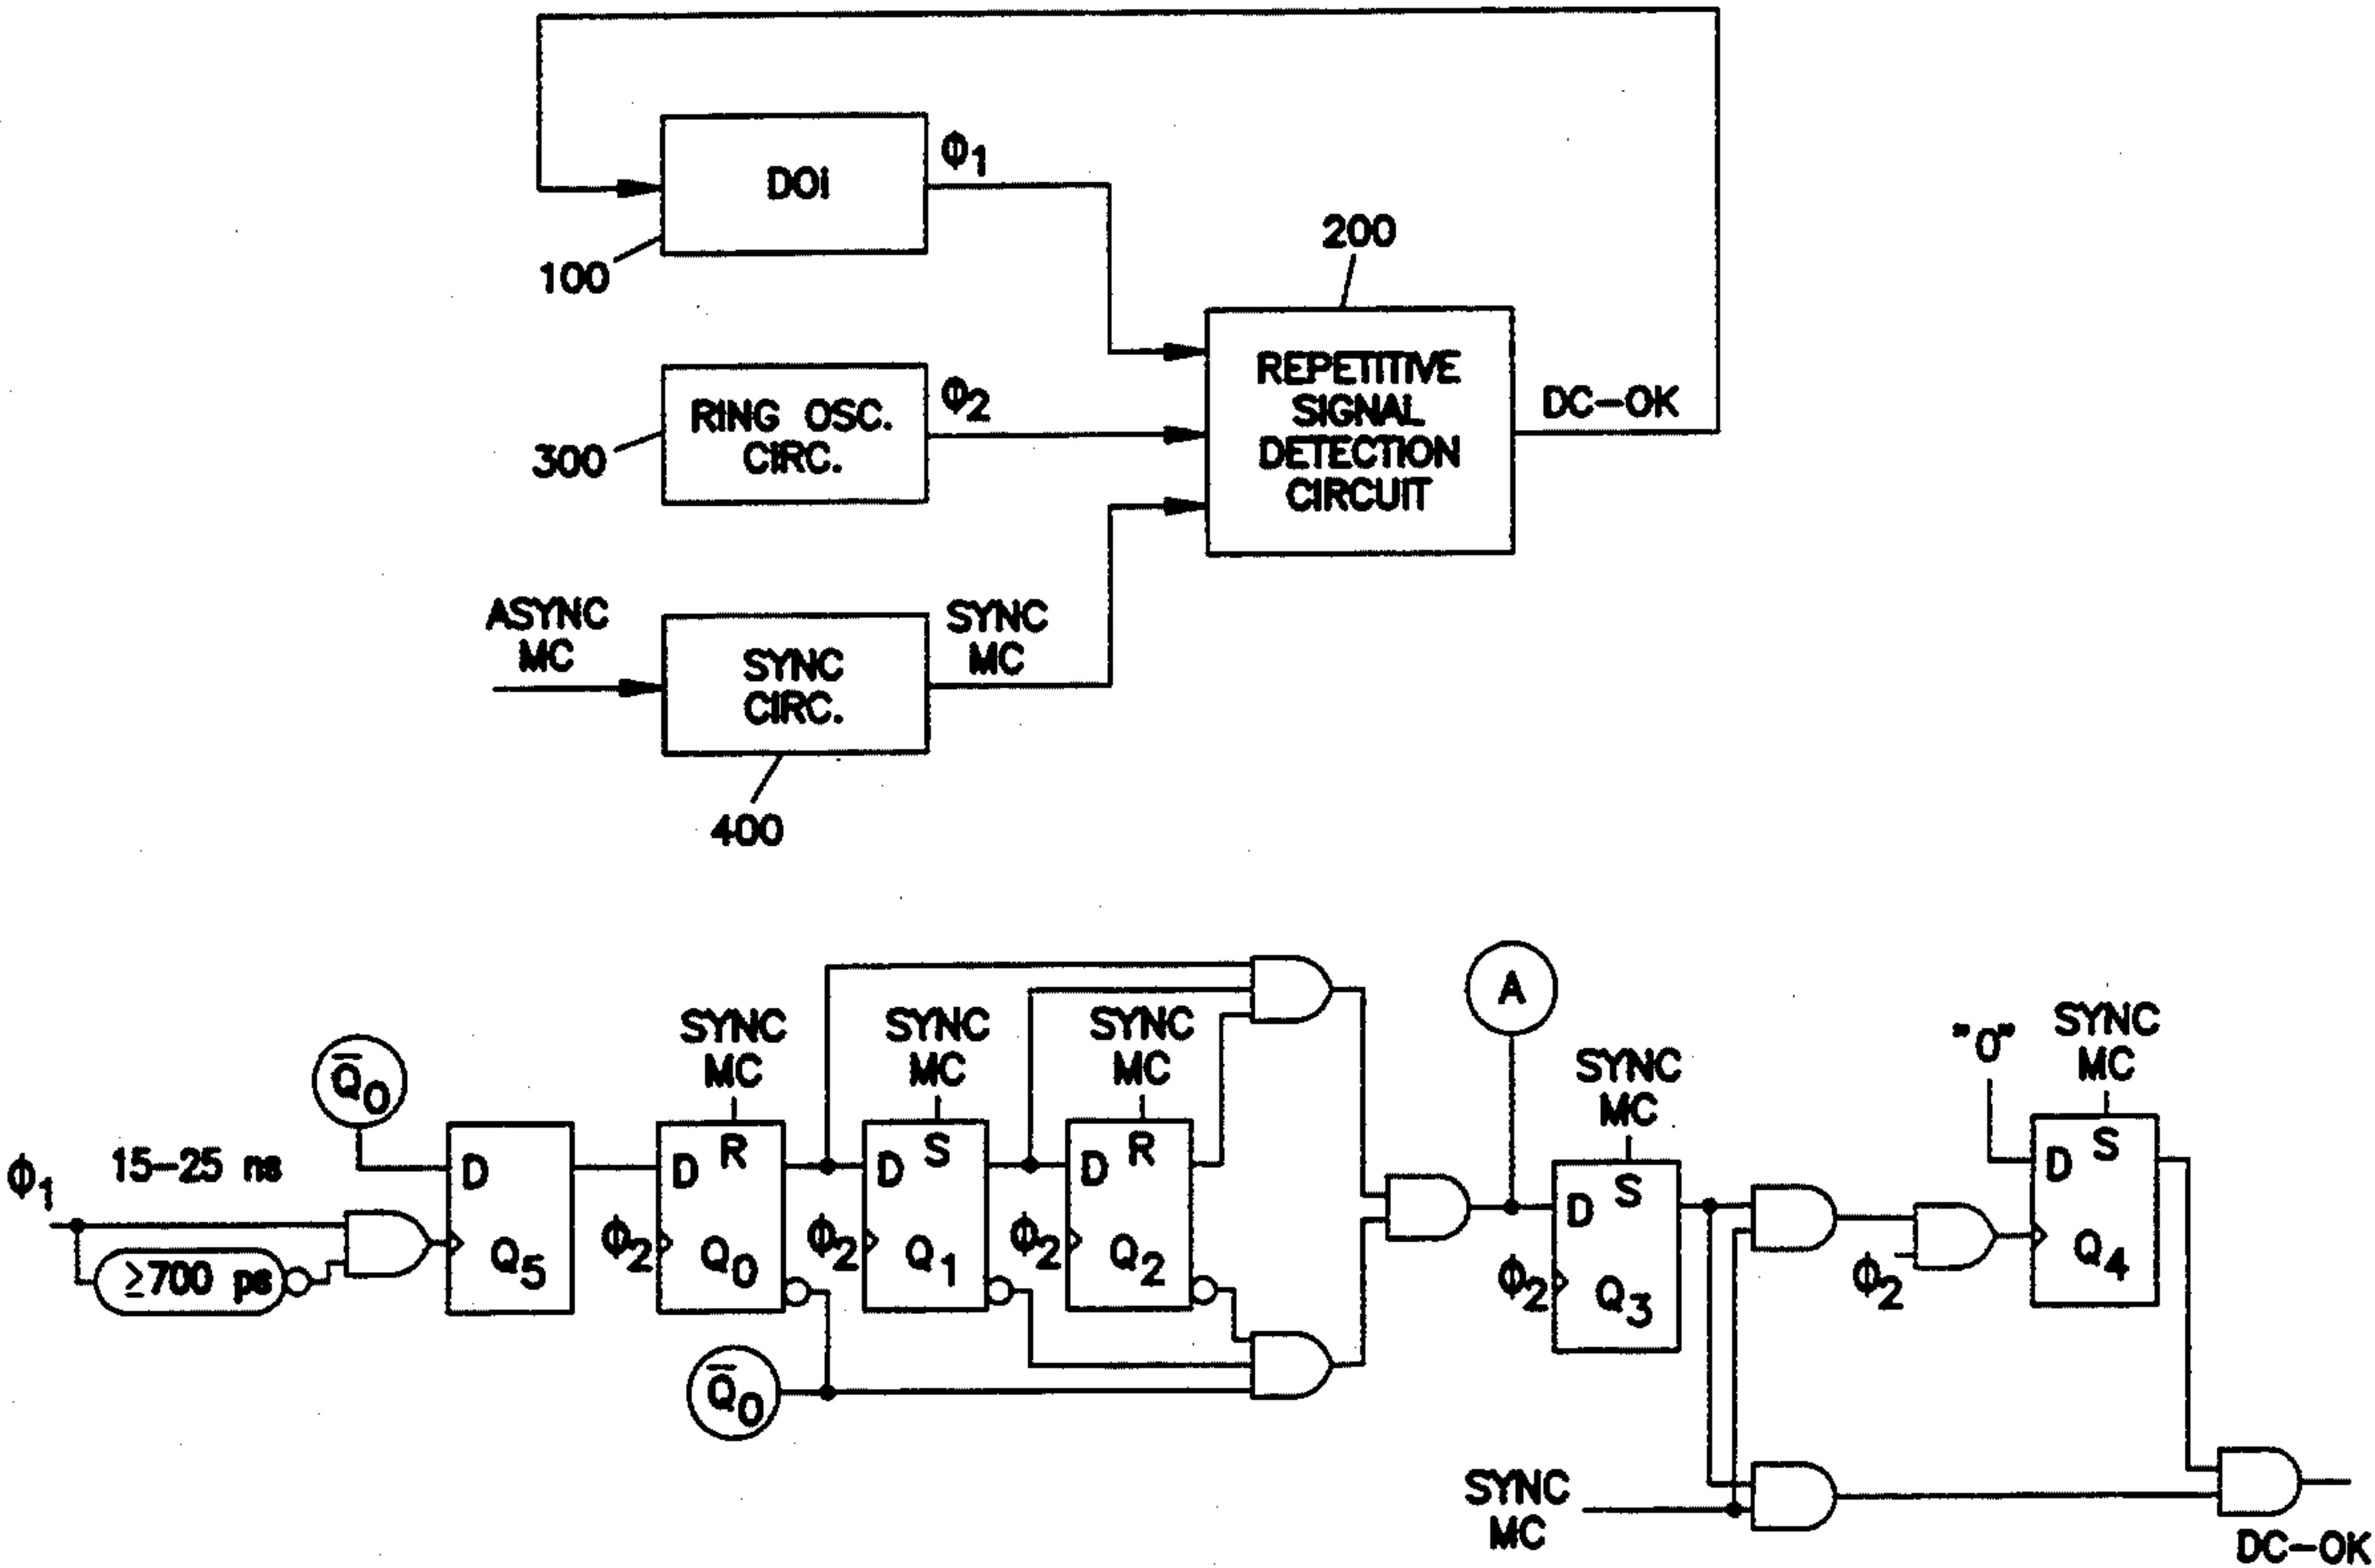 DOi
Φ1
100
200
RING OSC.
CIRC.
Φ2
300
REPETITIVE
SIGNAL
DETECTION
CIRCUIT
DC-OK
ASYNC
MC
SYNC
CIRC.
SYNC
MC
400
A
Q̅0
SYNC
MC
SYNC
MC
SYNC
MC
SYNC
MC
"0"
SYNC
MC
Φ1
15-25 ns
≥700 ps
D
Q5
D
R
Φ2
Q0
D
S
Φ2
Q1
D
R
Φ2
Q2
D
S
Φ2
Q3
Φ2
D
S
Q4
Q̅0
SYNC
MC
DC-OK